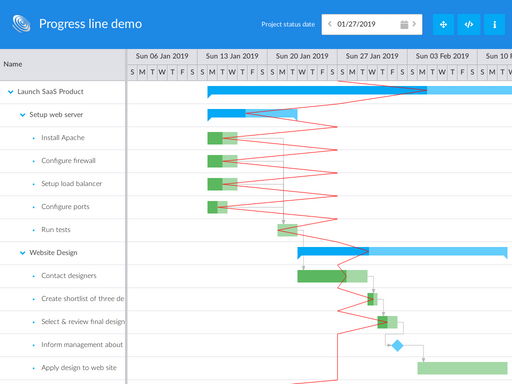 Progress line demo
Project status date
01/27/2019
Name
Sun 06 Jan 2019 Sun 13 Jan 2019 Sun 20 Jan 2019 Sun 27 Jan 2019 Sun 03 Feb 2019 Sun 10 F
S M T W T F S S M T W T F S S M T W T F S S M T W T F S S M T W T F S S M T
Launch SaaS Product
Setup web server
Install Apache
Configure firewall
Setup load balancer
Configure ports
Run tests
Website Design
Contact designers
Create shortlist of three de
Select & review final design
Inform management about
Apply design to web site